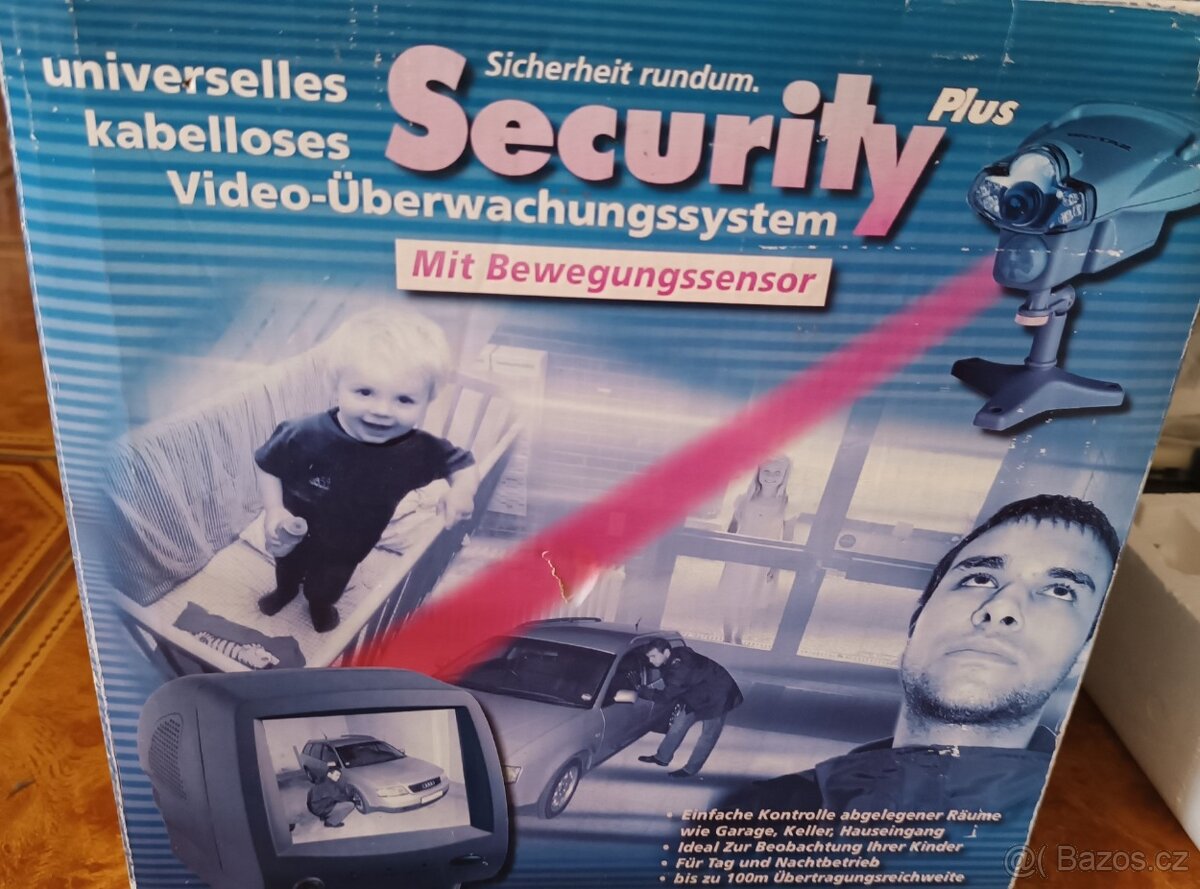 Sicherheit rundum.
universelles
kabelloses
Security Plus
Video-Überwachungssystem
Mit Bewegungssensor
• Einfache Kontrolle abgelegener Räume
wie Garage, Keller, Hauseingang
• Ideal Zur Beobachtung Ihrer Kinder
• Für Tag und Nachtbetrieb
• bis zu 100m Übertragungsreichweite
@( Bazos.cz